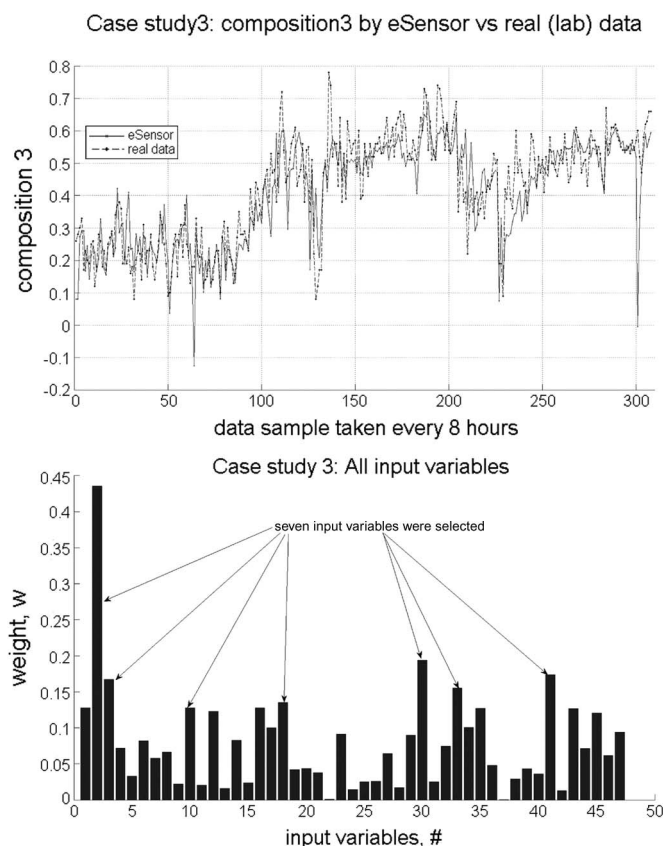 Case study3: composition3 by eSensor vs real (lab) data
0.8
0.7
0.6
0.5
0.4
0.3
0.2
0.1
0
-0.1
-0.2
composition 3
eSensor
real data
0 50 100 150 200 250 300
data sample taken every 8 hours
Case study 3: All input variables
0.45
0.4
0.35
0.3
0.25
0.2
0.15
0.1
0.05
0
weight, w
seven input variables were selected
0 5 10 15 20 25 30 35 40 45 50
input variables, #